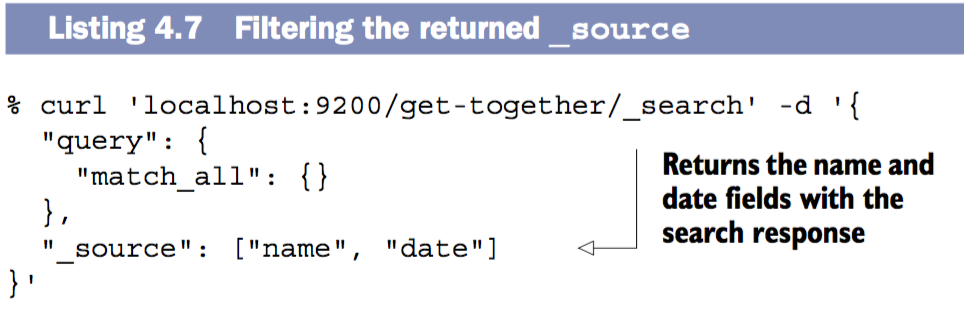 Listing 4.7 Filtering the returned _source
% curl 'localhost:9200/get-together/_search' -d '{
"query": {
"match_all": {}
},
"_source": ["name", "date"]
}'
Returns the name and
date fields with the
search response